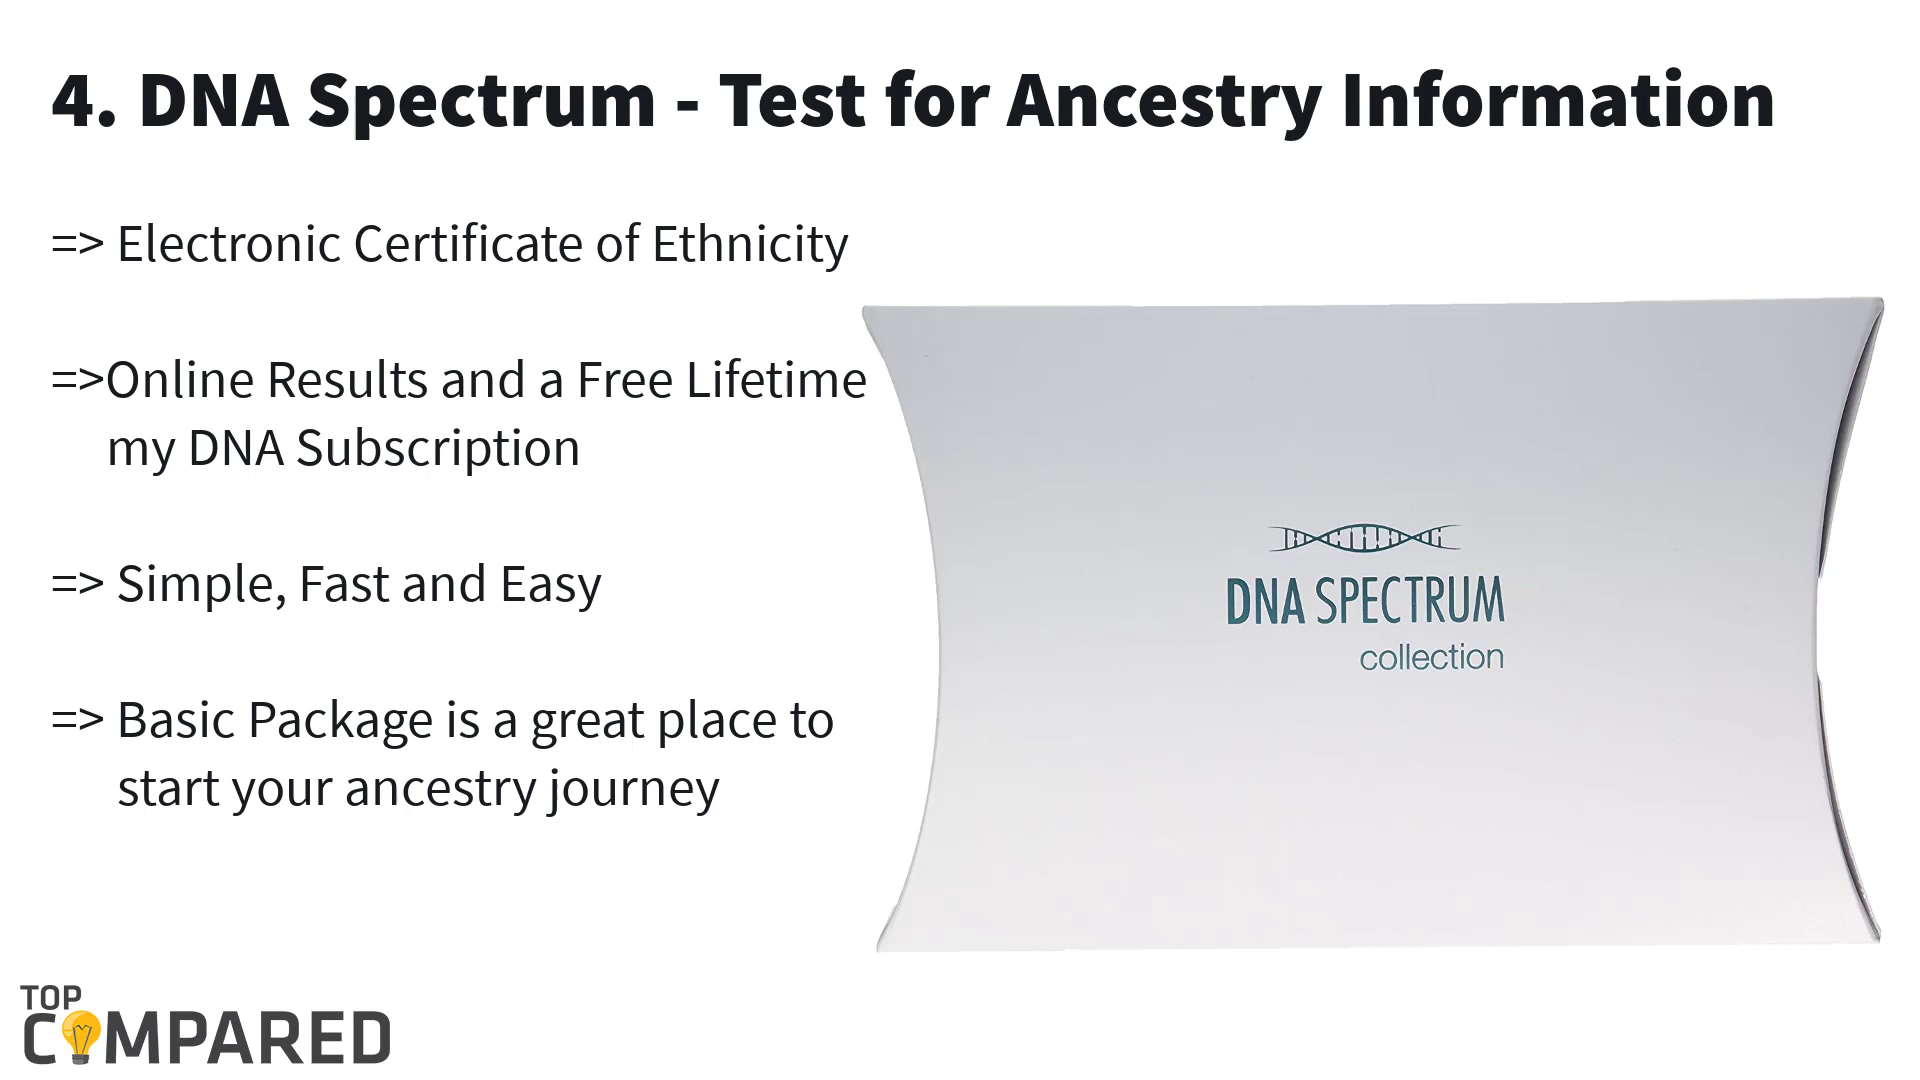 4. DNA Spectrum - Test for Ancestry Information
=> Electronic Certificate of Ethnicity
=>Online Results and a Free Lifetime
my DNA Subscription
=> Simple, Fast and Easy
=> Basic Package is a great place to
start your ancestry journey
DNA SPECTRUM
collection
TOP
COMPARED